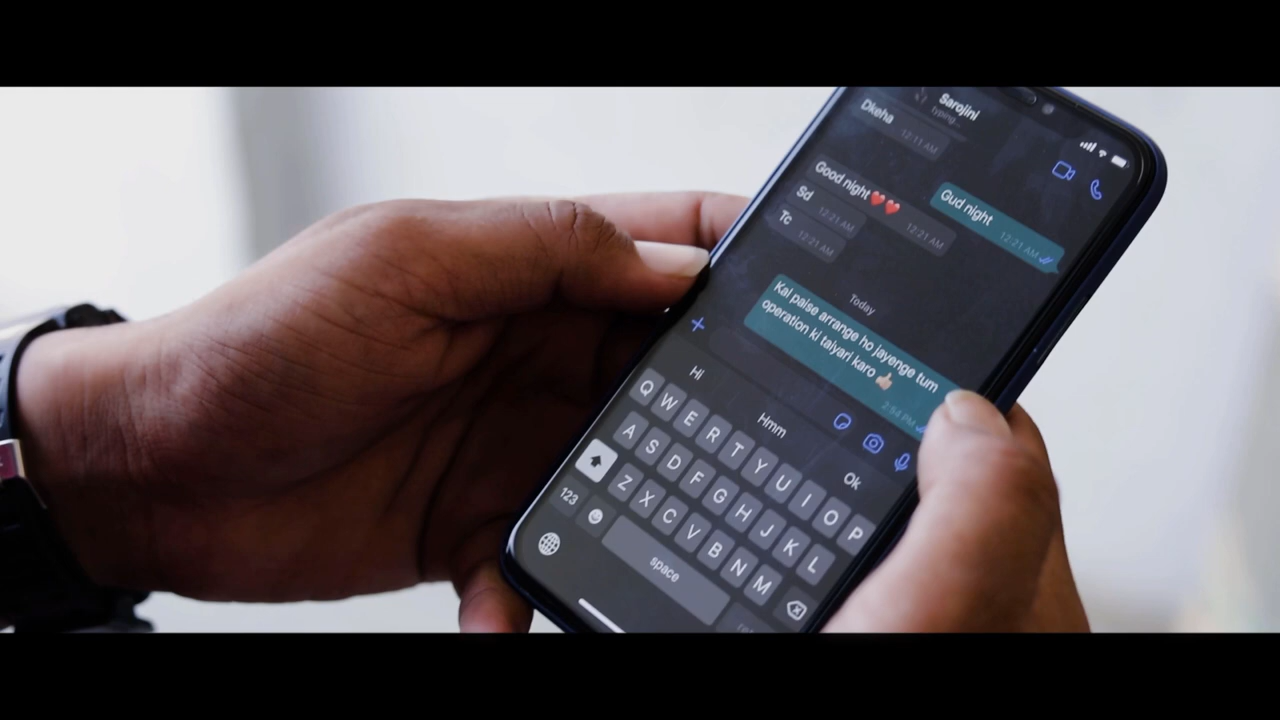 Sarojini
typing...
Dkeha
12:11 AM
Gud night
12:21 AM
Good night❤️❤️
12:21 AM
Sd
12:21 AM
Tc
12:21 AM
Today
Kal paise arrange ho jayenge tum
operation ki taiyari karo 👍🏼
2:54 PM
Hi Hmm Ok
Q W E R T Y U I O P
A S D F G H J K L
Z X C V B N M
123 space